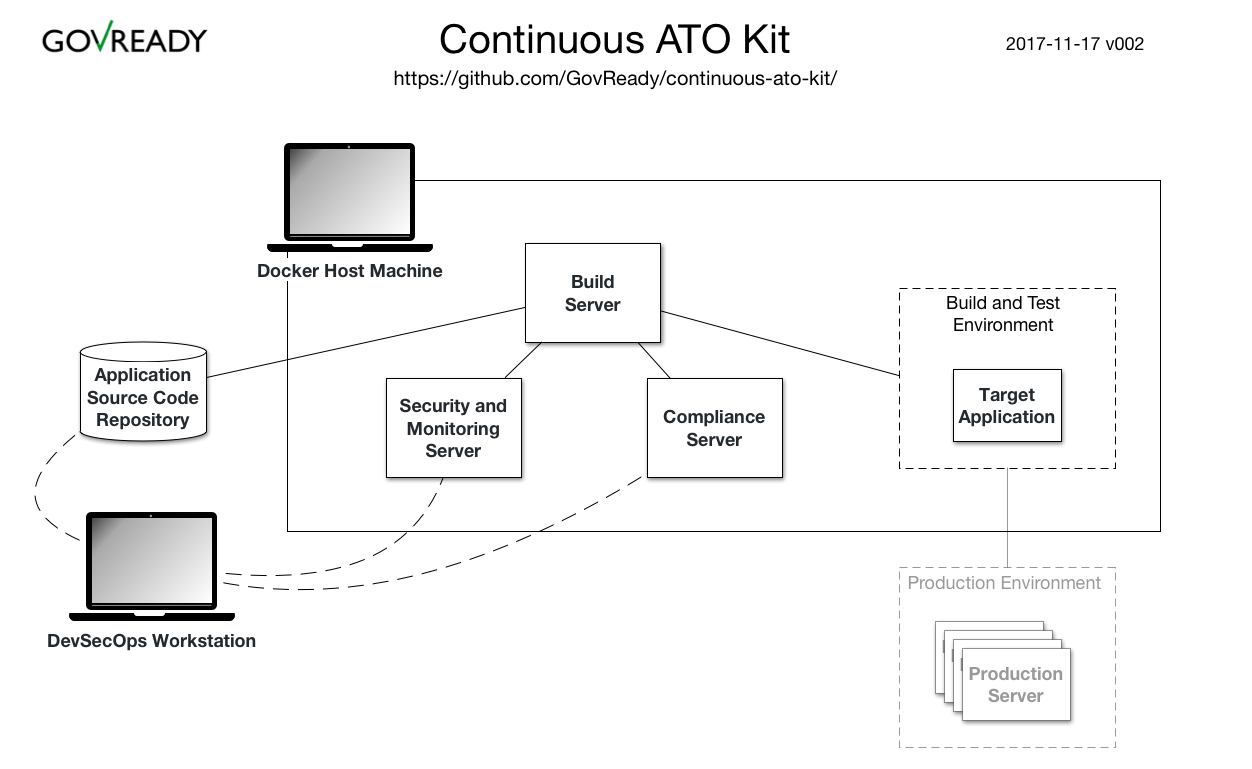 GOVREADY
Continuous ATO Kit
2017-11-17 v002
https://github.com/GovReady/continuous-ato-kit/
Docker Host Machine
Build
Server
Build and Test
Environment
Application
Source Code
Repository
Security and
Monitoring
Server
Compliance
Server
Target
Application
DevSecOps Workstation
Production Environment
Production
Server